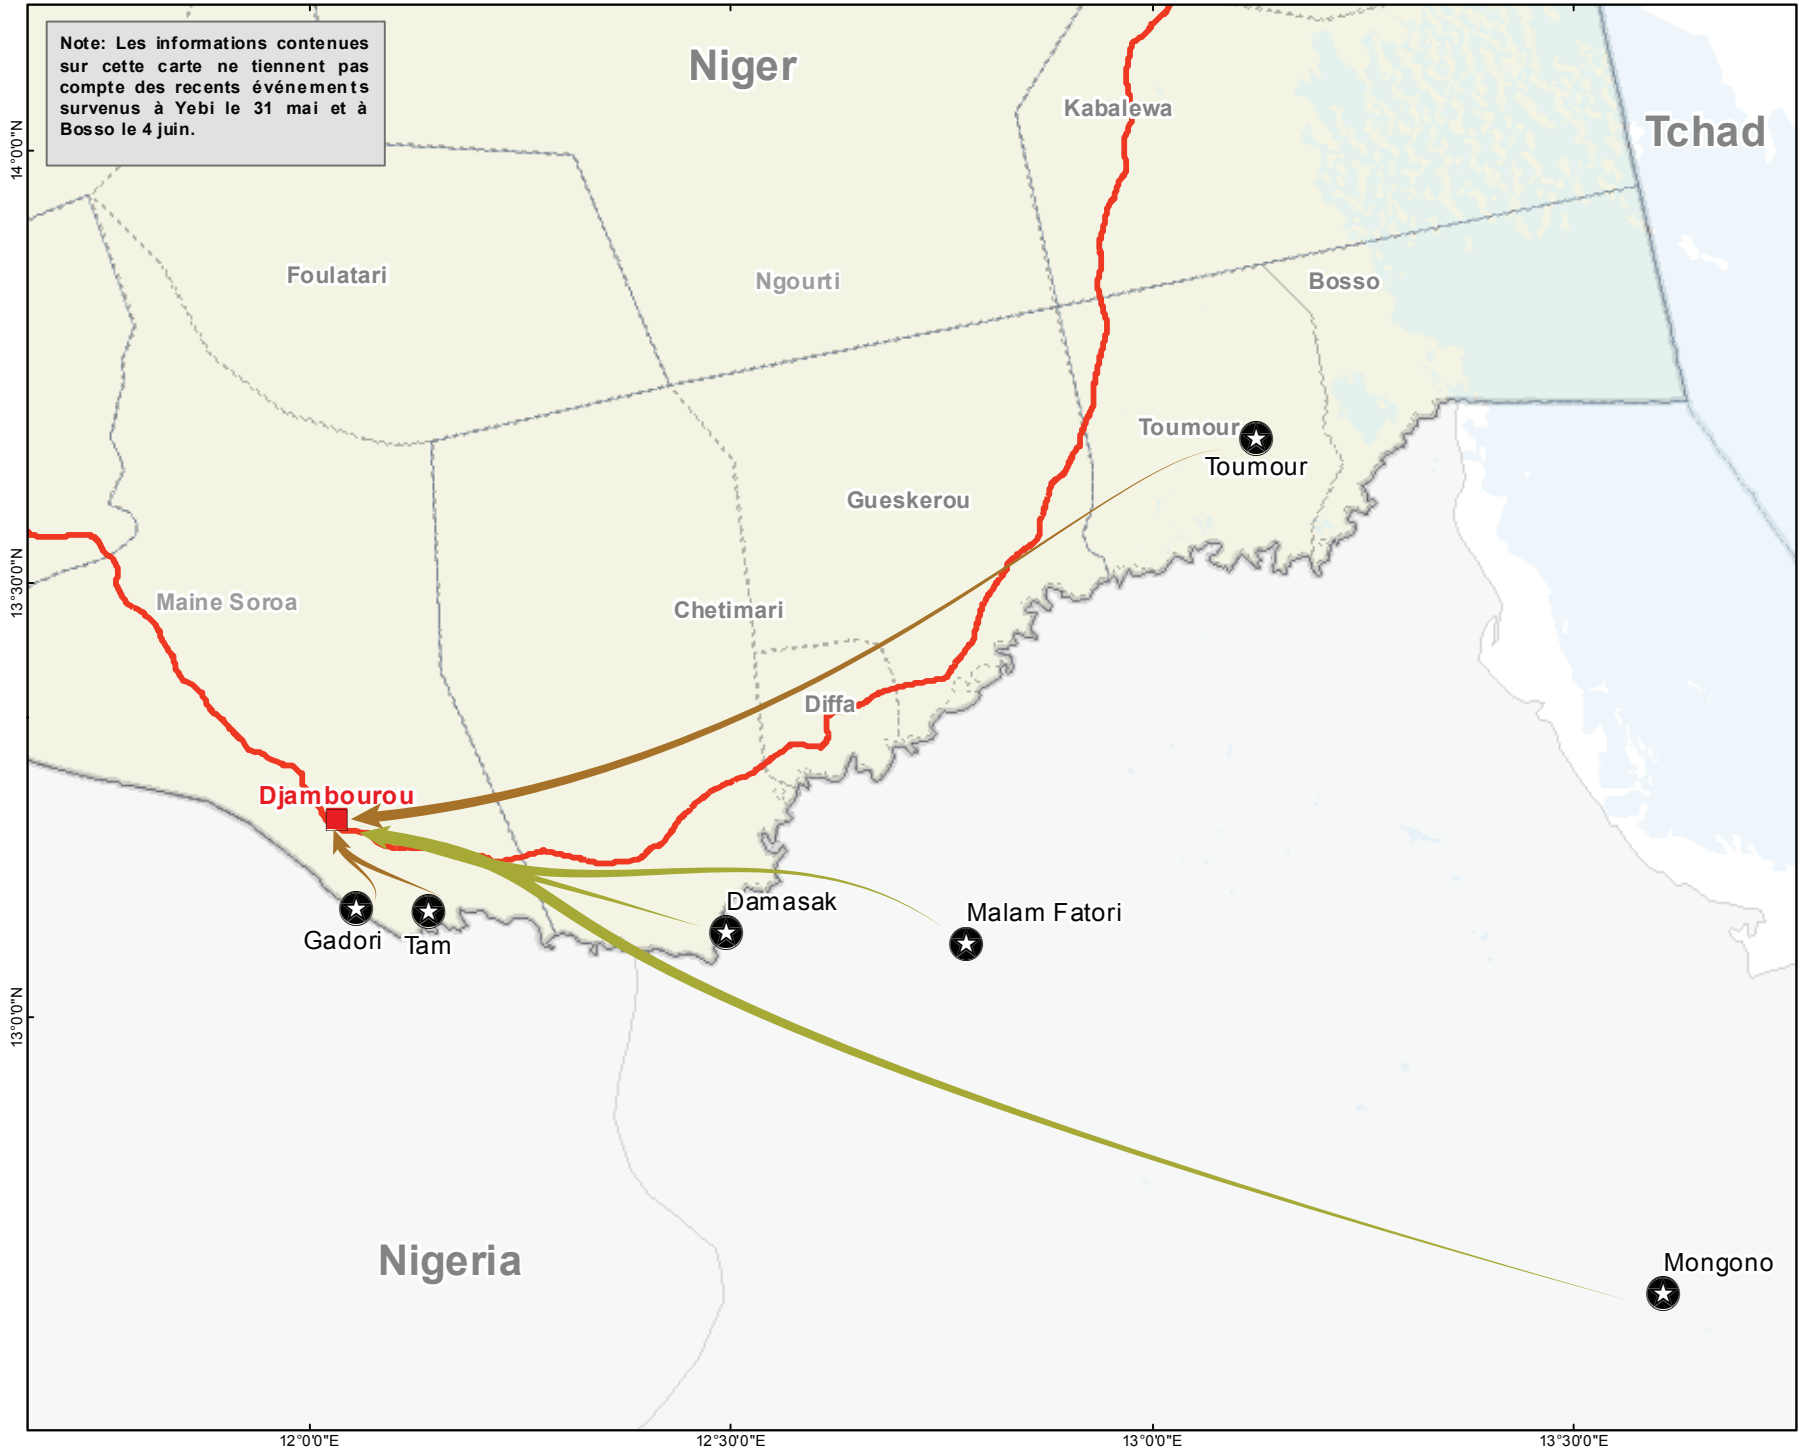 Note: Les informations contenues
sur cette carte ne tiennent pas
compte des recents événements
survenus à Yebi le 31 mai et à
Bosso le 4 juin.
Niger
Kabalewa
Tchad
14°0'0"N
Foulatari
Ngourti
Bosso
Toumour
Toumour
Gueskerou
13°30'0"N
Maine Soroa
Chetimari
Diffa
Djambourou
Damasak
Malam Fatori
Gadori
Tam
13°0'0"N
Nigeria
Mongono
12°0'0"E
12°30'0"E
13°0'0"E
13°30'0"E